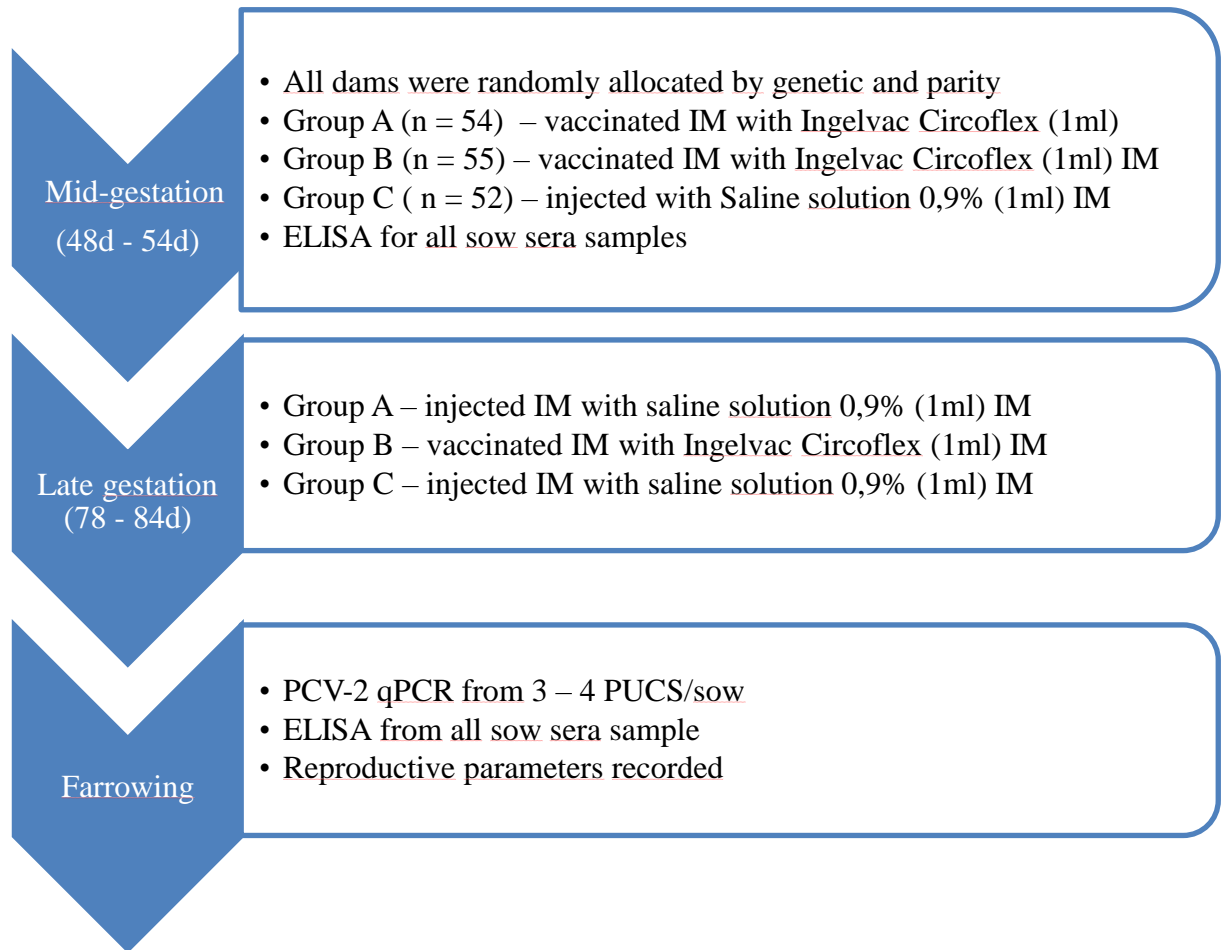 Mid-gestation
(48d - 54d)
• All dams were randomly allocated by genetic and parity
• Group A (n = 54) – vaccinated IM with Ingelvac Circoflex (1ml)
• Group B (n = 55) – vaccinated IM with Ingelvac Circoflex (1ml) IM
• Group C ( n = 52) – injected with Saline solution 0,9% (1ml) IM
• ELISA for all sow sera samples
Late gestation
(78 - 84d)
• Group A – injected IM with saline solution 0,9% (1ml) IM
• Group B – vaccinated IM with Ingelvac Circoflex (1ml) IM
• Group C – injected IM with saline solution 0,9% (1ml) IM
Farrowing
• PCV-2 qPCR from 3 – 4 PUCS/sow
• ELISA from all sow sera sample
• Reproductive parameters recorded